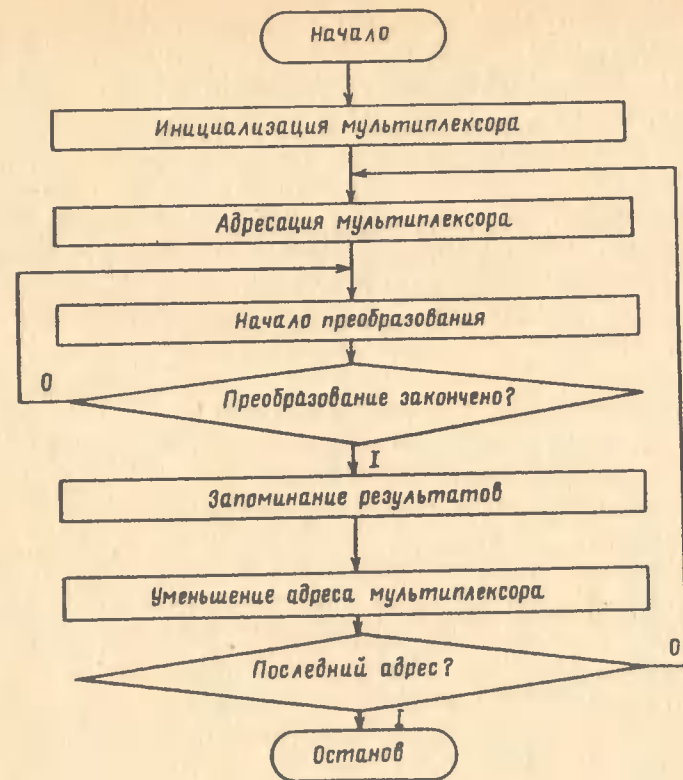 Начало
Инициализация мультиплексора
Адресация мультиплексора
Начало преобразования
0
Преобразование закончено?
I
Запоминание результатов
Уменьшение адреса мультиплексора
Последний адрес?
0
I
Останов